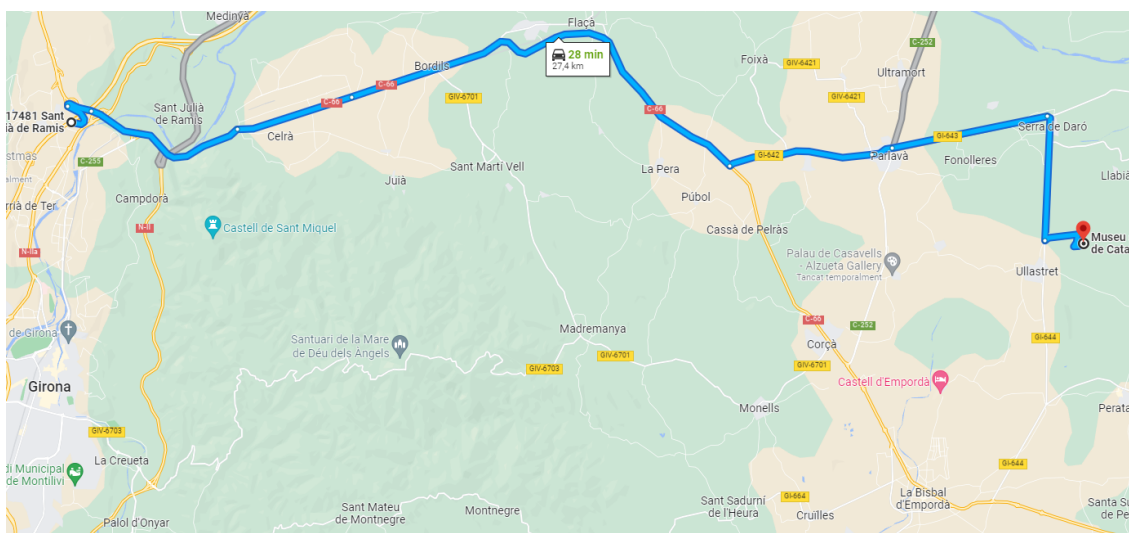 Medinyà
Flaçà
C-252
28 min
27,4 km
Bordils
Foixà
GIV-6421
Ultramort
C-66
GIV-6701
GIV-6421
17481 Sant
ià de Ramis
Sant Julià
de Ramis
C-66
Celrà
GI-643
Serra de Daró
C-255
GI-642
Parlavà
Fonolleres
Sant Martí Vell
La Pera
Llabià
Juià
Campdorà
Púbol
rrià de Ter
Castell de Sant Miquel
Cassà de Pelràs
Museu
de Cata
N-II
N-IIa
Palau de Casavells
- Alzueta Gallery
Tancat temporalment
Ullastret
de Girona
Madremanya
C-66
C-252
Santuari de la Mare
de Déu dels Àngels
Corçà
GI-644
GIV-6701
GIV-6703
GIV-6701
Girona
Castell d'Empordà
Monells
Perata
GIV-6703
La Creueta
di Municipal
de Montilivi
GI-644
La Bisbal
d'Empordà
Sant Sadurní
de l'Heura
GI-664
Cruïlles
Santa Su
de Pe
Sant Mateu
de Montnegre
Montnegre
Palol d'Onyar